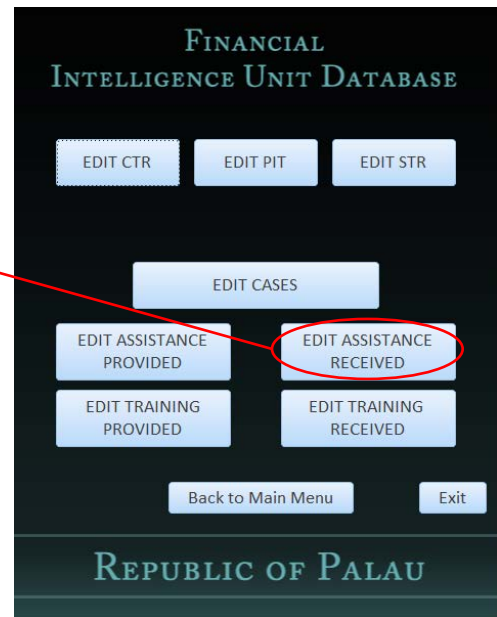 FINANCIAL
INTELLIGENCE UNIT DATABASE
EDIT CTR
EDIT PIT
EDIT STR
EDIT CASES
EDIT ASSISTANCE
PROVIDED
EDIT ASSISTANCE
RECEIVED
EDIT TRAINING
PROVIDED
EDIT TRAINING
RECEIVED
Back to Main Menu
Exit
REPUBLIC OF PALAU